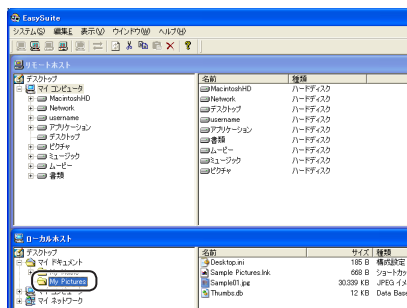 EasySuite
システム(S) 編集E 表示(V) ウインドウ(W) ヘルプ(H)
リモートホスト
デスクトップ
マイ コンピュータ
MacintoshHD
Network
username
アプリケーション
デスクトップ
ピクチャ
ミュージック
ムービー
書類
名前 種類
MacintoshHD ハードディスク
Network ハードディスク
デスクトップ ハードディスク
username ハードディスク
アプリケーション ハードディスク
書類 ハードディスク
ムービー ハードディスク
ミュージック ハードディスク
ピクチャ ハードディスク
ローカルホスト
デスクトップ
マイ ドキュメント
My Pictures
マイ ネットワーク
名前 サイズ 種類
Desktop.ini 185 B 構成設定
Sample Pictures.lnk 668 B ショートカッ
Sample01.jpg 30,339 KB JPEG イメ
Thumbs.db 12 KB Data Base